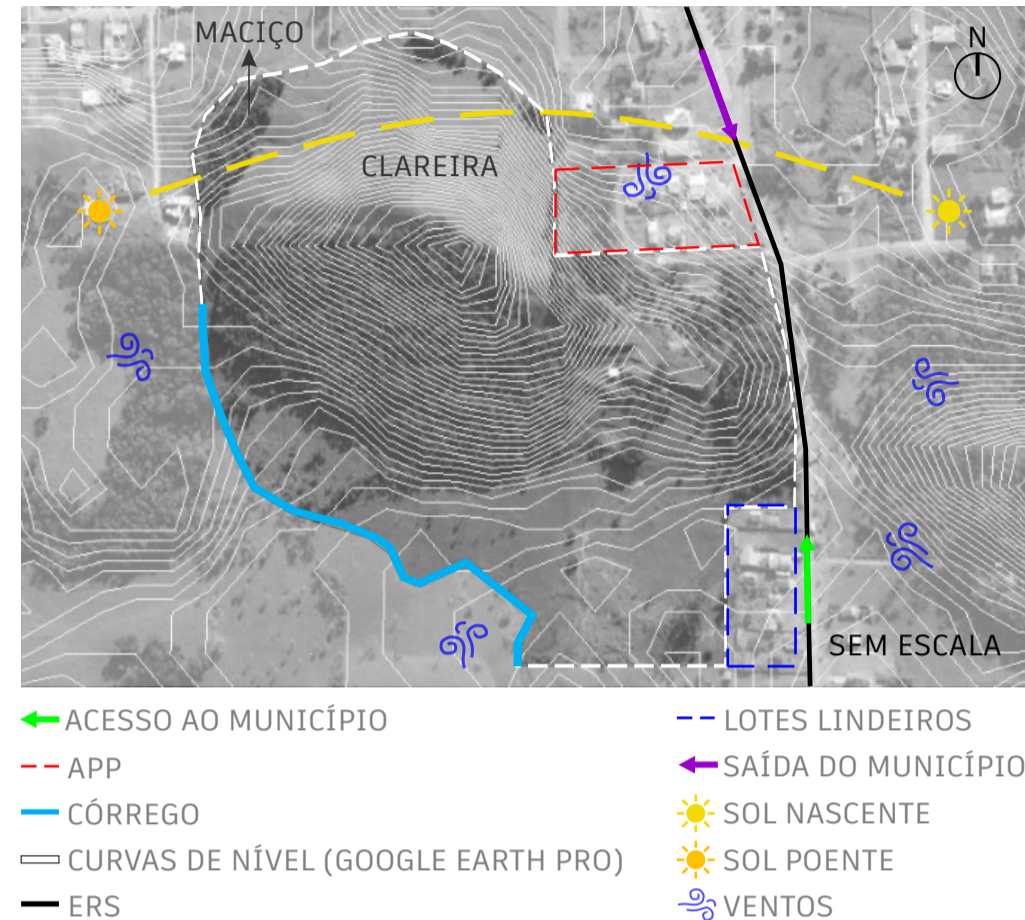 MACIÇO
N
CLAREIRA
SEM ESCALA
ACESSO AO MUNICÍPIO
APP
CÓRREGO
CURVAS DE NÍVEL (GOOGLE EARTH PRO)
ERS
LOTES LINDEIROS
SAÍDA DO MUNICÍPIO
SOL NASCENTE
SOL POENTE
VENTOS